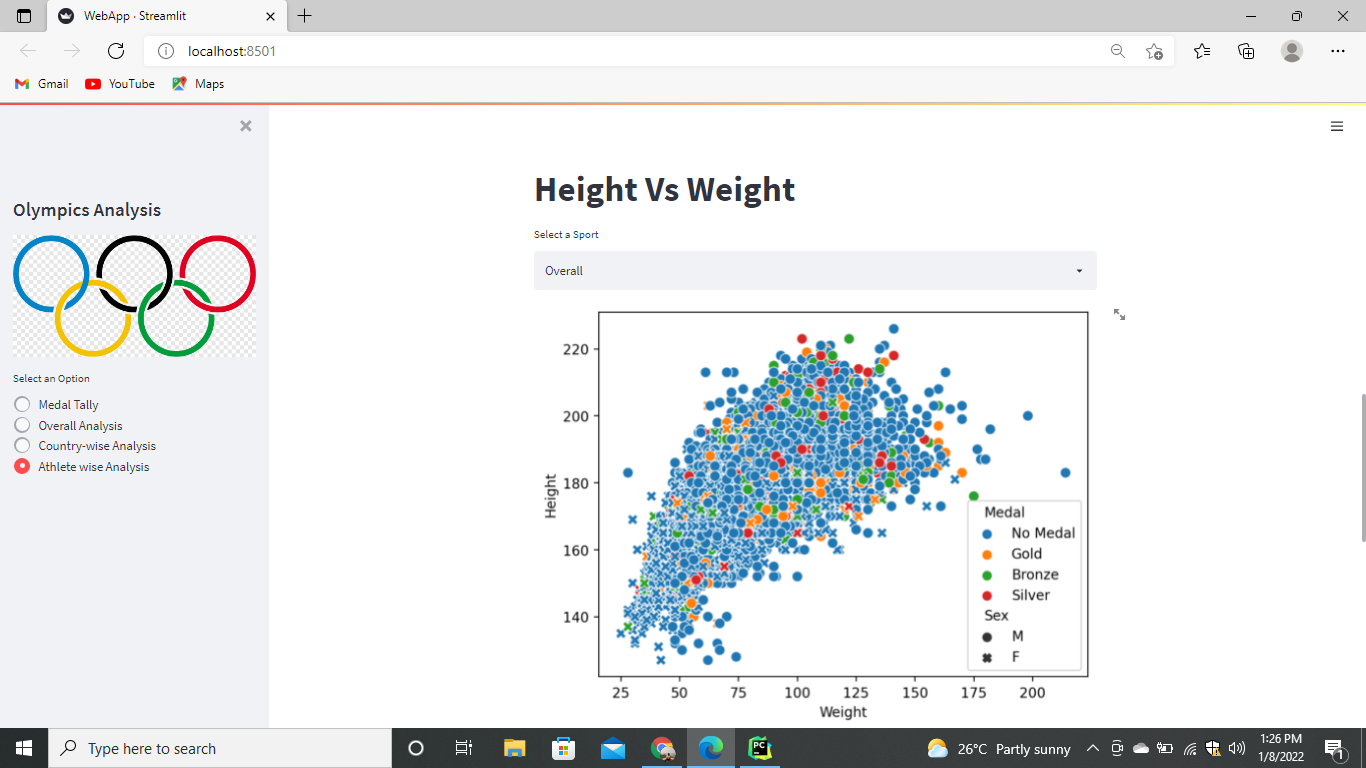 WebApp · Streamlit
localhost:8501
Gmail
YouTube
Maps
Olympics Analysis
Select an Option
Medal Tally
Overall Analysis
Country-wise Analysis
Athlete wise Analysis
Height Vs Weight
Select a Sport
Overall
Height
220
200
180
160
140
Medal
No Medal
Gold
Bronze
Silver
Sex
M
F
25 50 75 100 125 150 175 200
Weight
Type here to search
PC
26°C Partly sunny
1:26 PM
1/8/2022
1